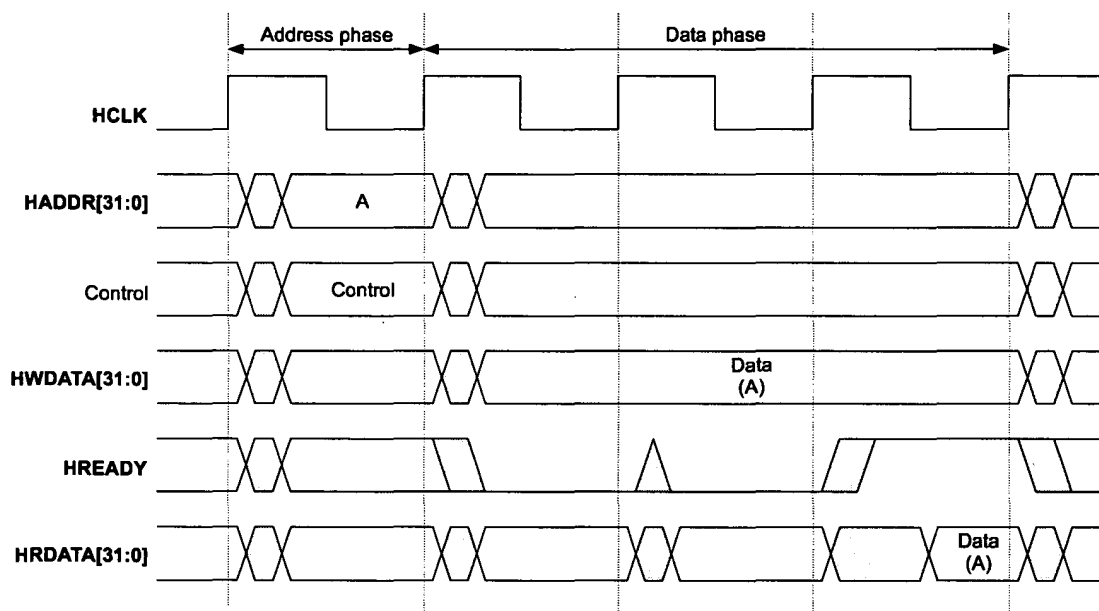 Address phase
Data phase
HCLK
HADDR[31:0]
A
Control
Control
HWDATA[31:0]
Data
(A)
HREADY
HRDATA[31:0]
Data
(A)